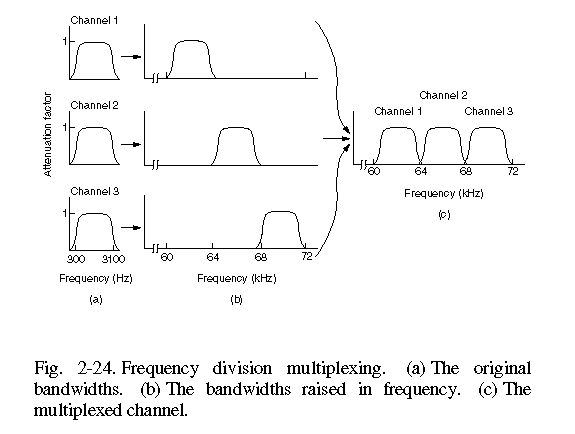 Channel 1
1
Channel 2
Attenuation factor
1
Channel 3
1
300 3100
Frequency (Hz)
(a)
60 64 68 72
Frequency (kHz)
(b)
Channel 2
Channel 1 Channel 3
60 64 68 72
Frequency (kHz)
(c)
Fig. 2-24. Frequency division multiplexing. (a) The original
bandwidths. (b) The bandwidths raised in frequency. (c) The
multiplexed channel.